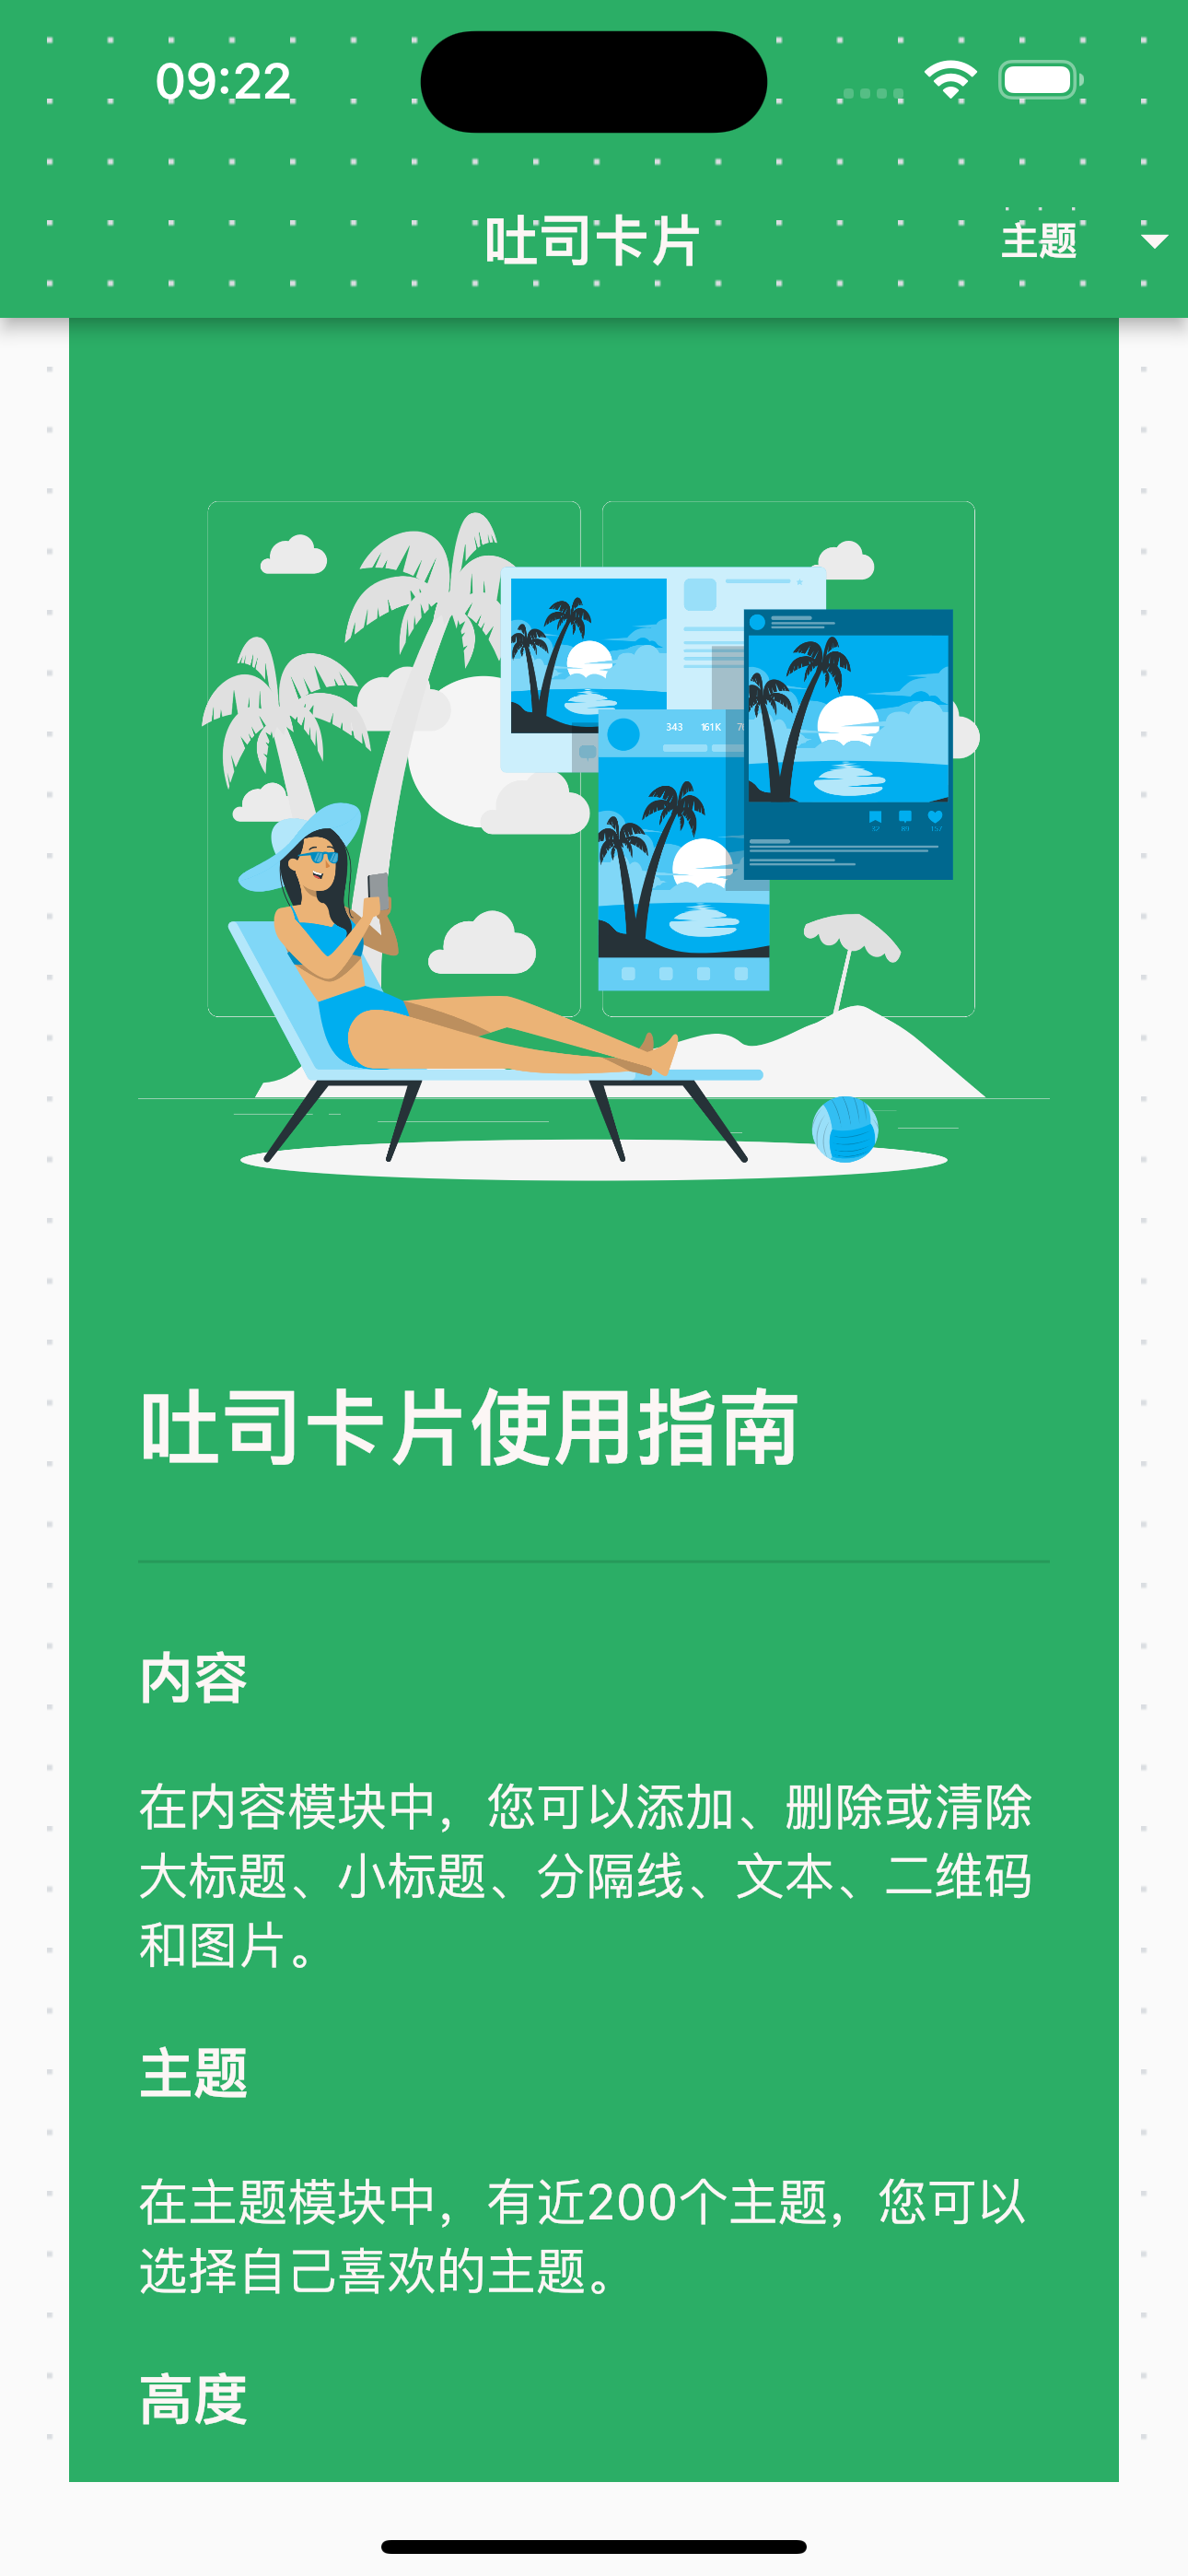 09:22
吐司卡片
主题
343 161K
吐司卡片使用指南
内容
在内容模块中，您可以添加、删除或清除
大标题、小标题、分隔线、文本、二维码
和图片。
主题
在主题模块中，有近200个主题，您可以
选择自己喜欢的主题。
高度